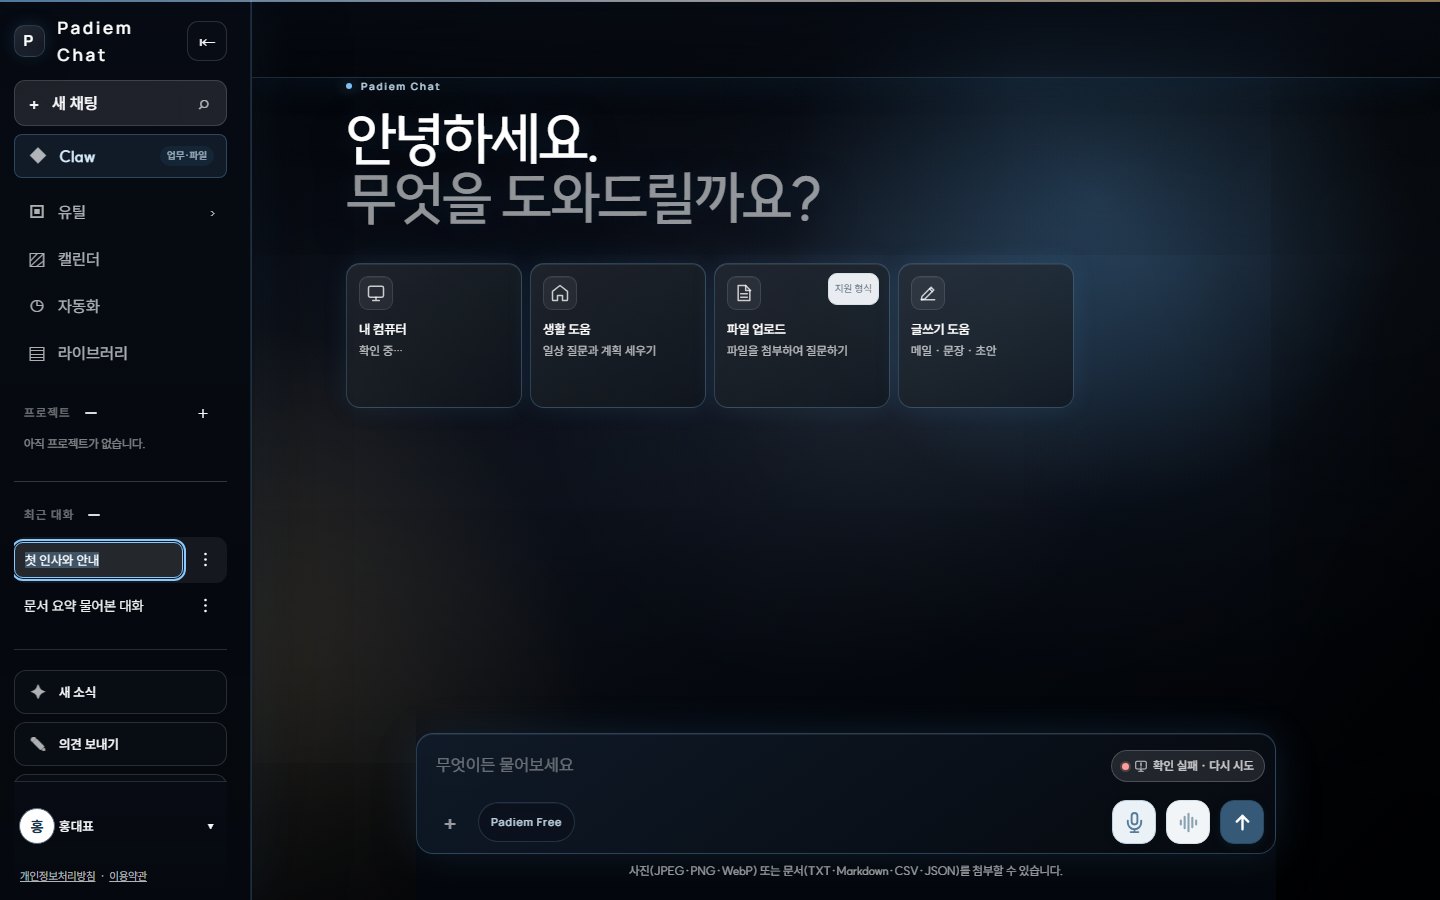 P
Padiem
Chat
+ 새 채팅
Claw
업무·파일
유틸
캘린더
자동화
라이브러리
프로젝트
+
아직 프로젝트가 없습니다.
최근 대화
첫 인사와 안내
문서 요약 물어본 대화
새 소식
의견 보내기
홍
홍대표
개인정보처리방침 · 이용약관
Padiem Chat
안녕하세요.
무엇을 도와드릴까요?
내 컴퓨터
확인 중…
생활 도움
일상 질문과 계획 세우기
지원 형식
파일 업로드
파일을 첨부하여 질문하기
글쓰기 도움
메일 · 문장 · 초안
무엇이든 물어보세요
확인 실패 · 다시 시도
+
Padiem Free
사진(JPEG·PNG·WebP) 또는 문서(TXT·Markdown·CSV·JSON)를 첨부할 수 있습니다.